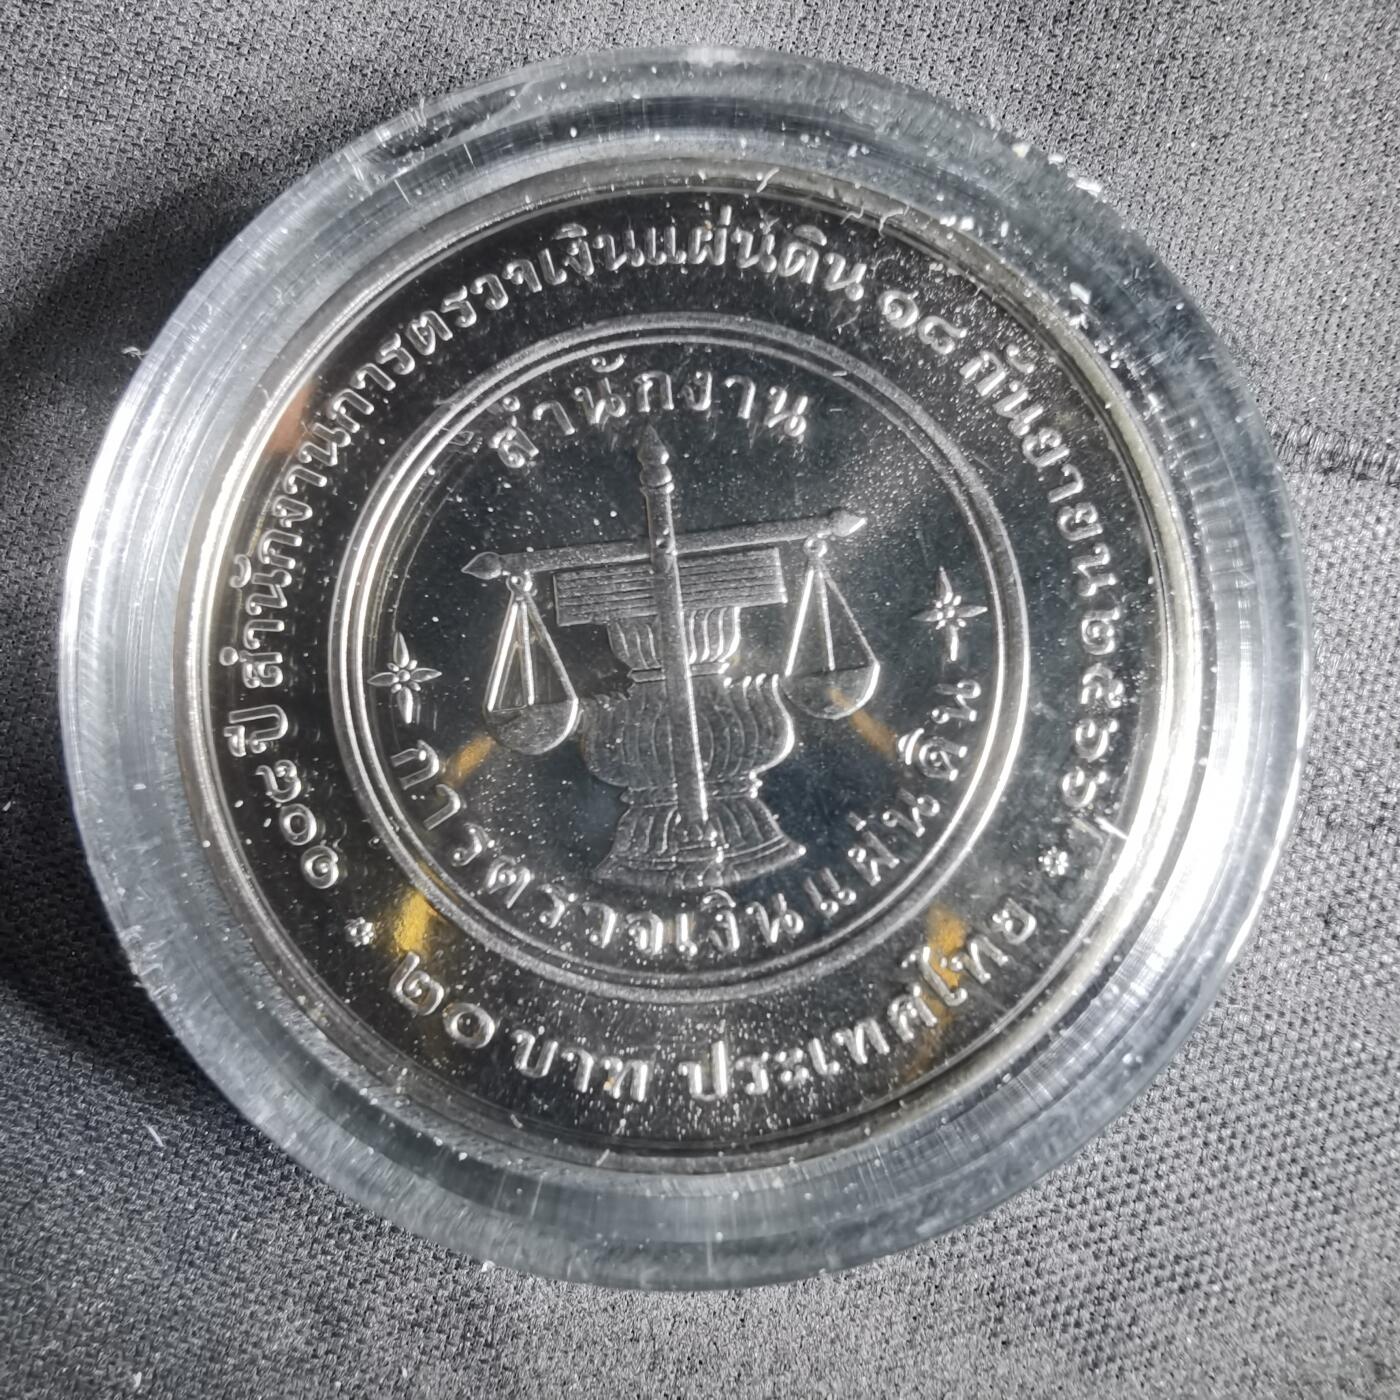 ๑๐๘ ปี สำนักงานการตรวจเงินแผ่นดิน ๑๘ กันยายน ๒๕๖๖
สำนักงาน
การตรวจเงินแผ่นดิน
๒๐ บาท ประเทศไทย